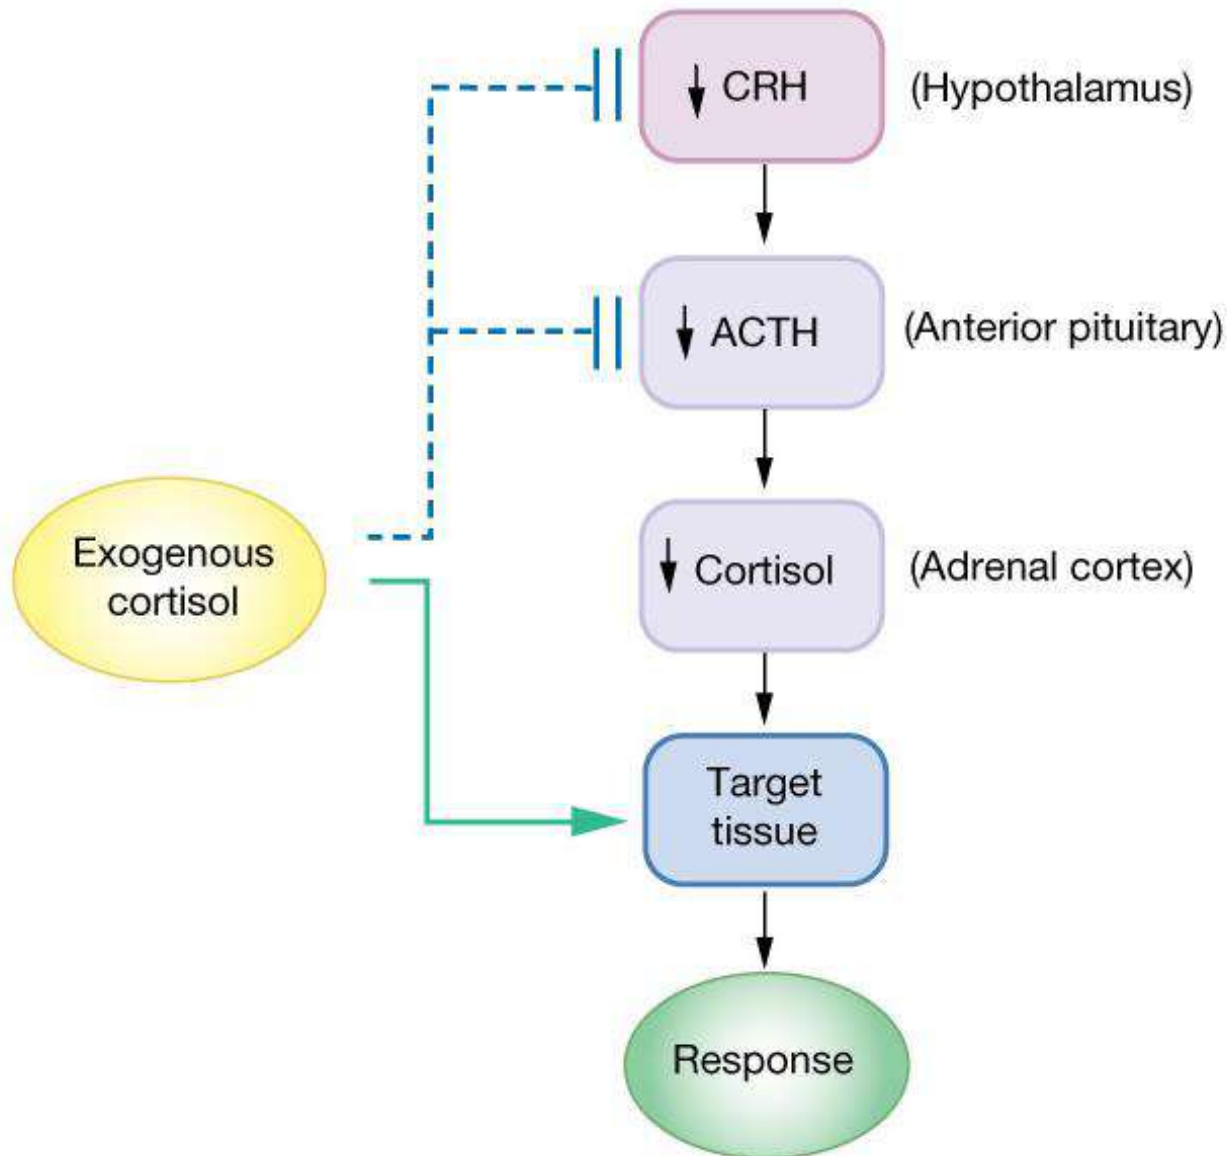 ↓ CRH (Hypothalamus)
↓ ACTH (Anterior pituitary)
Exogenous
cortisol
↓ Cortisol (Adrenal cortex)
Target
tissue
Response